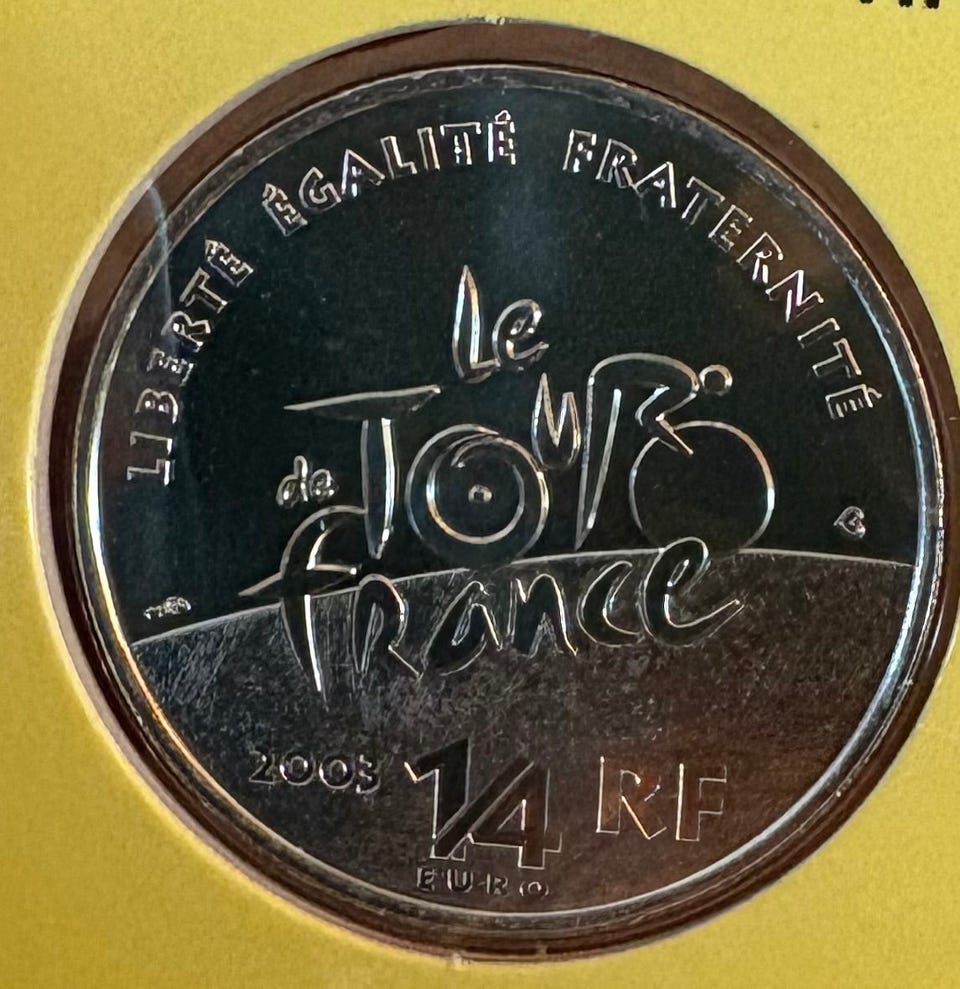 LIBERTÉ ÉGALITÉ FRATERNITÉ
Le
TOUR
de
france
2003 1/4 RF
EURO